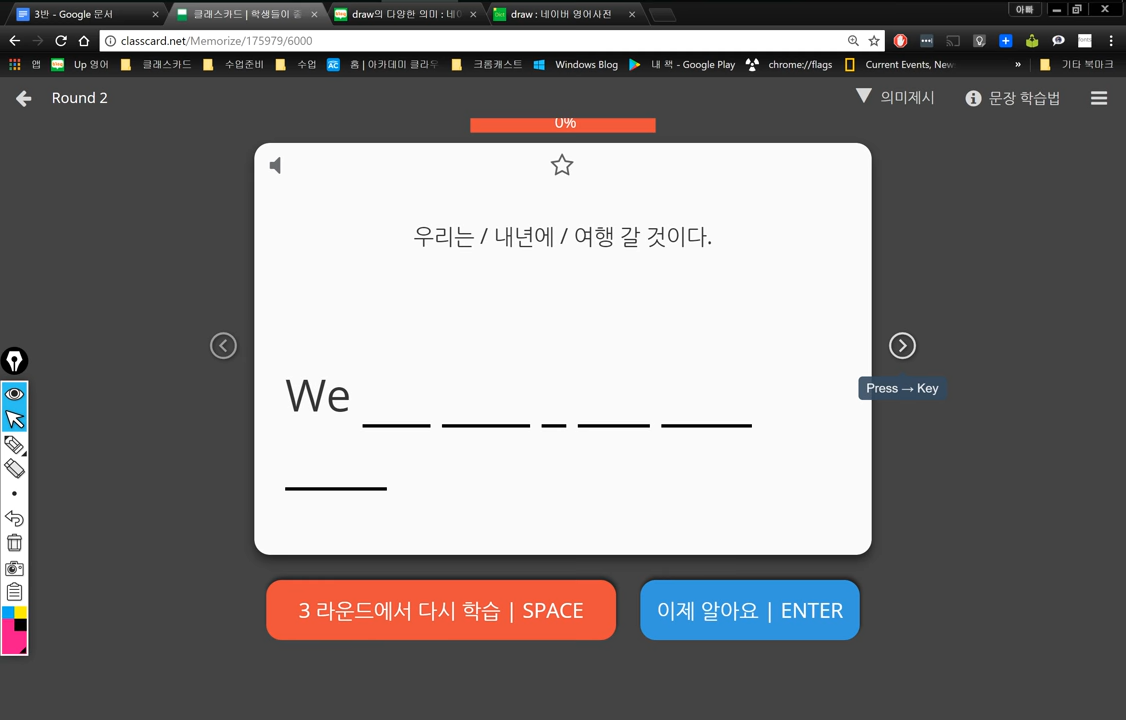 3반 - Google 문서
클래스카드 | 학생들이 좋
draw의 다양한 의미 : 네이
draw : 네이버 영어사전
아빠
classcard.net/Memorize/175979/6000
앱
Up 영어
클래스카드
수업준비
수업
홈 | 아카데미 클라우
크롬캐스트
Windows Blog
내 책 - Google Play
chrome://flags
Current Events, New
»
기타 북마크
Round 2
의미제시
문장 학습법
0%
우리는 / 내년에 / 여행 갈 것이다.
We
Press → Key
3 라운드에서 다시 학습 | SPACE
이제 알아요 | ENTER